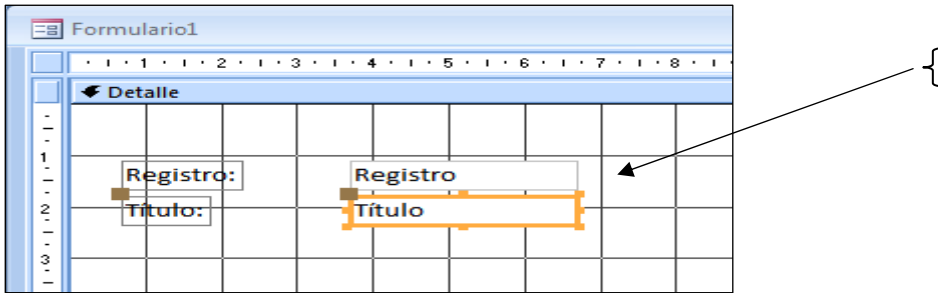 Formulario1
1 2 3 4 5 6 7 8
Detalle
1
Registro: Registro
2
Título: Título
3
{